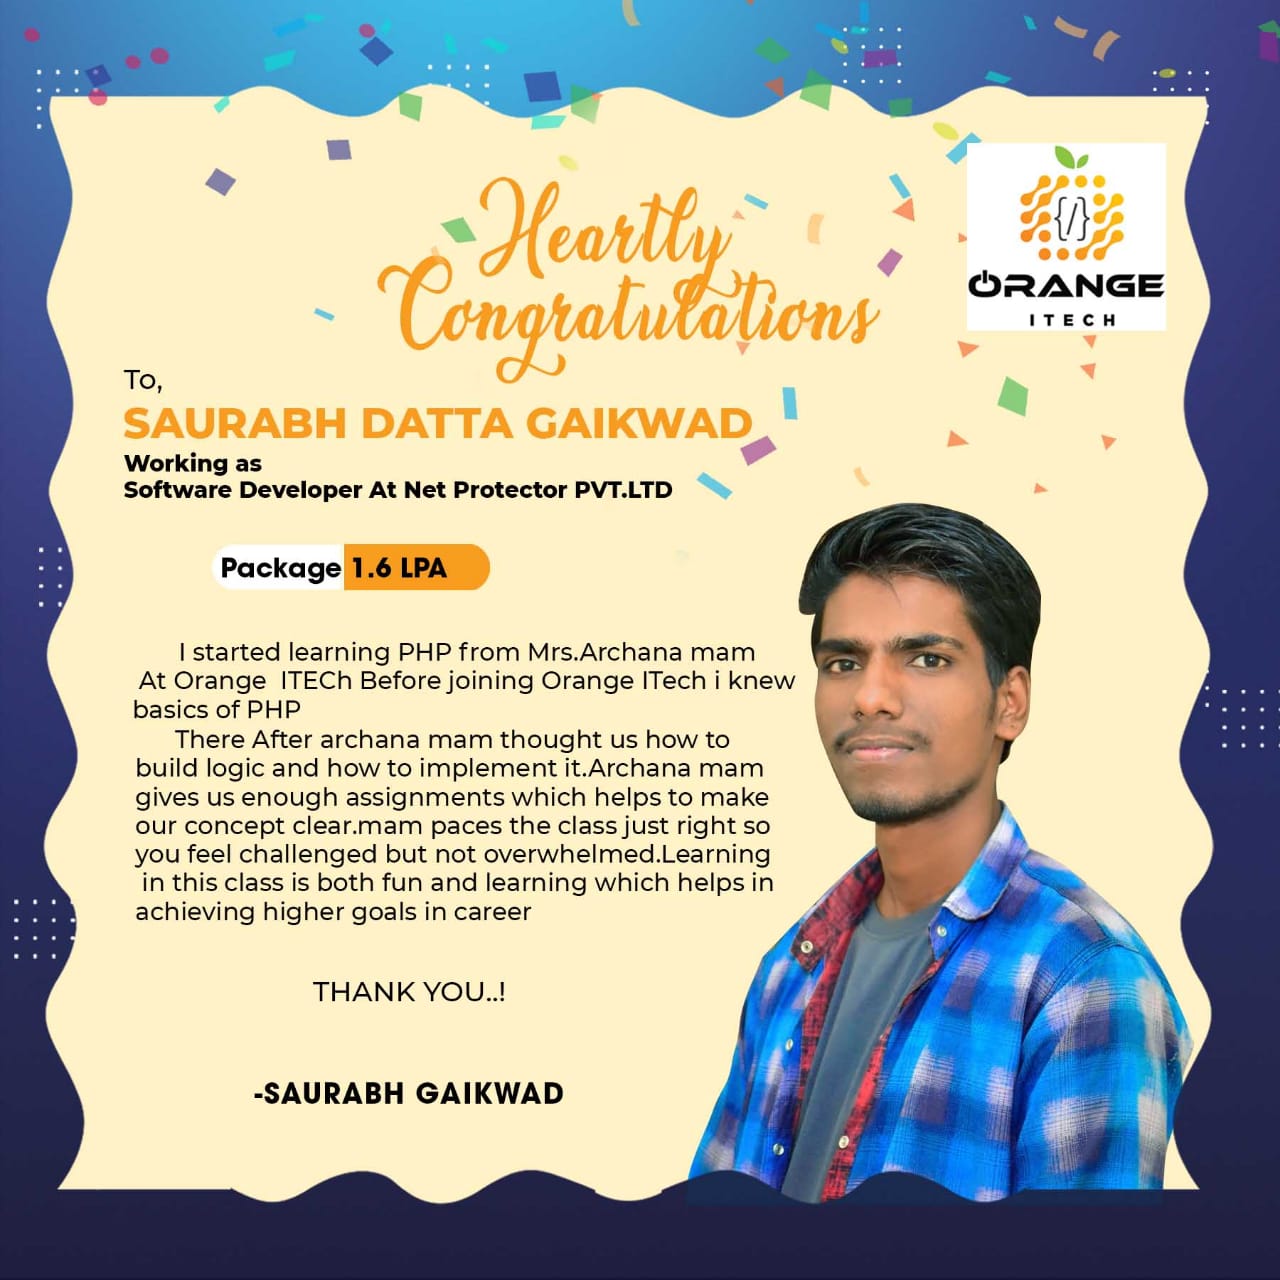 Heartly
Congratulations
ORANGE
ITECH
To,
SAURABH DATTA GAIKWAD
Working as
Software Developer At Net Protector PVT.LTD
Package 1.6 LPA
I started learning PHP from Mrs.Archana mam
At Orange ITECh Before joining Orange ITech i knew
basics of PHP
There After archana mam thought us how to
build logic and how to implement it.Archana mam
gives us enough assignments which helps to make
our concept clear.mam paces the class just right so
you feel challenged but not overwhelmed.Learning
in this class is both fun and learning which helps in
achieving higher goals in career
THANK YOU..!
-SAURABH GAIKWAD